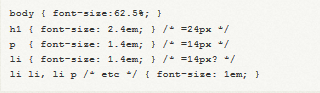 body { font-size:62.5%; }
h1 { font-size: 2.4em; } /* =24px */
p  { font-size: 1.4em; } /* =14px */
li { font-size: 1.4em; } /* =14px? */
li li, li p /* etc */ { font-size: 1em; }